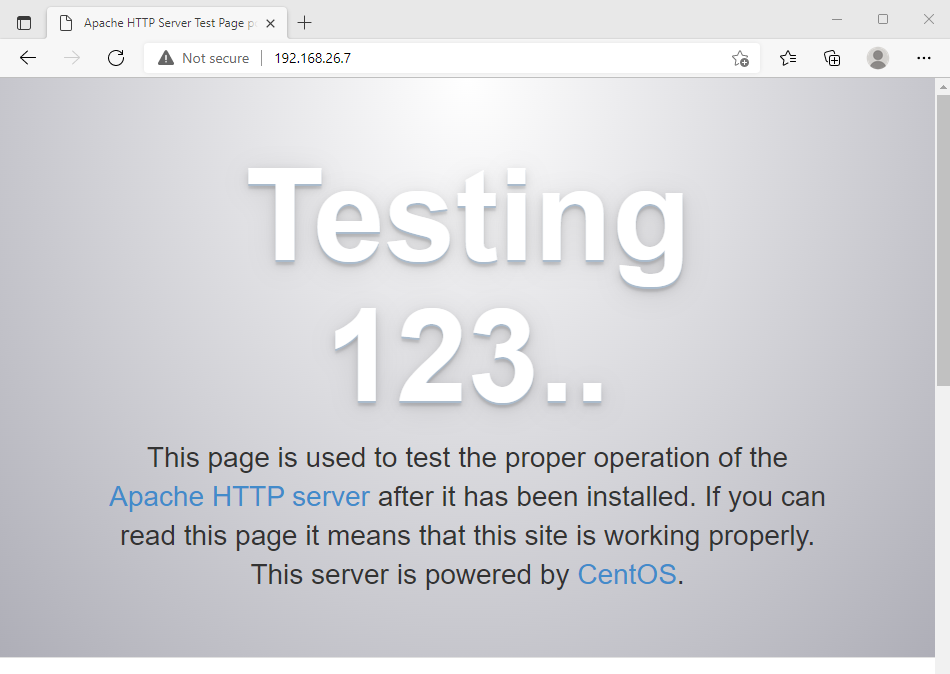 Apache HTTP Server Test Page p
Not secure
192.168.26.7
Testing
123..
This page is used to test the proper operation of the
Apache HTTP server after it has been installed. If you can
read this page it means that this site is working properly.
This server is powered by CentOS.